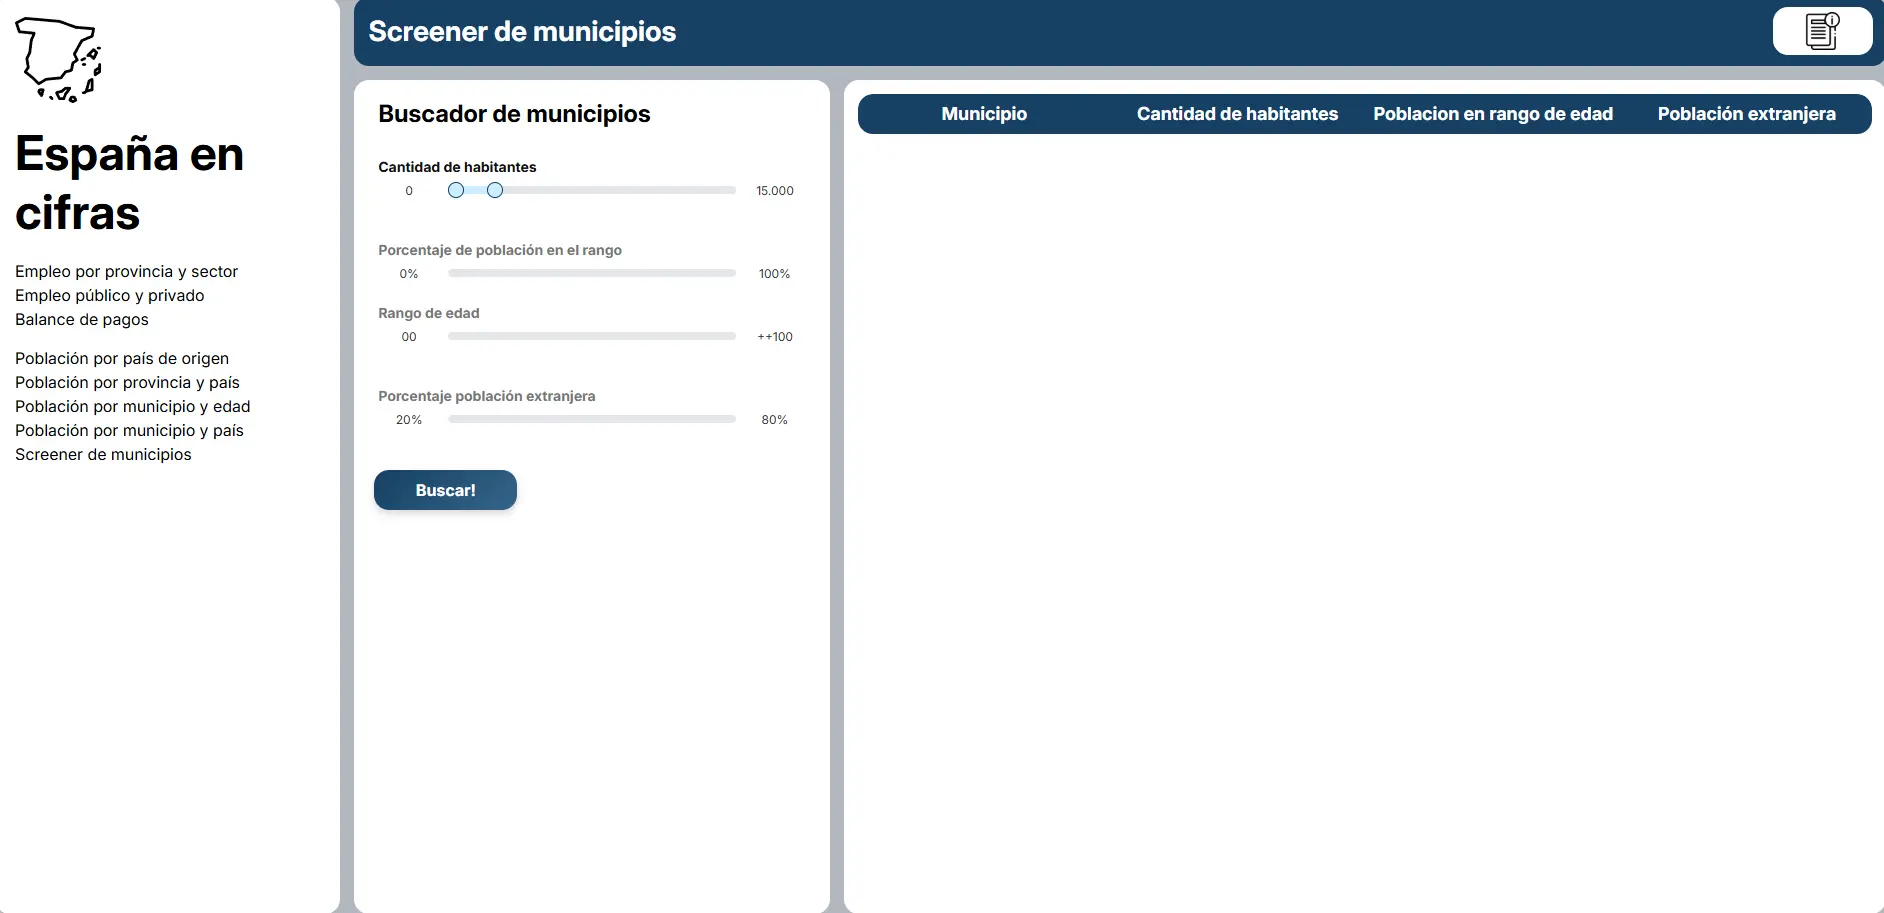 España en
cifras
Empleo por provincia y sector
Empleo público y privado
Balance de pagos
Población por país de origen
Población por provincia y país
Población por municipio y edad
Población por municipio y país
Screener de municipios
Screener de municipios
Buscador de municipios
Cantidad de habitantes
0 15.000
Porcentaje de población en el rango
0% 100%
Rango de edad
00 ++100
Porcentaje población extranjera
20% 80%
Buscar!
Municipio Cantidad de habitantes Poblacion en rango de edad Población extranjera